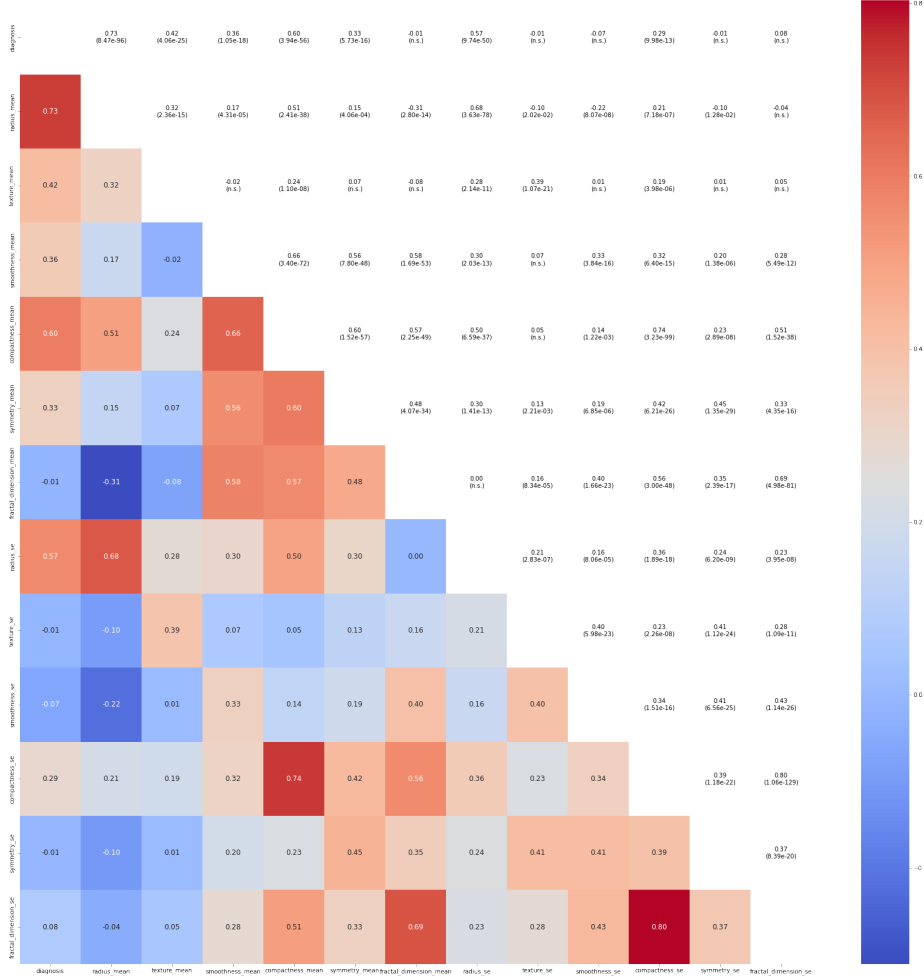 diagnosis 0.73 0.42 0.36 0.60 0.33 -0.01 0.57 -0.01 -0.07 0.29 -0.01 0.08
(8.47e-96) (4.06e-25) (1.05e-18) (3.94e-56) (5.73e-16) (n.s.) (9.74e-50) (n.s.) (n.s.) (9.98e-13) (n.s.) (n.s.)
radius_mean 0.73 0.32 0.17 0.51 0.15 -0.31 0.68 -0.10 -0.22 0.21 -0.10 -0.04
(2.36e-15) (4.31e-05) (2.41e-38) (4.06e-04) (2.80e-14) (3.63e-78) (2.02e-02) (8.07e-08) (7.18e-07) (1.28e-02) (n.s.)
texture_mean 0.42 0.32 -0.02 0.24 0.07 -0.08 0.28 0.39 0.01 0.19 0.01 0.05
(n.s.) (1.10e-08) (n.s.) (n.s.) (2.14e-11) (1.07e-21) (n.s.) (3.98e-06) (n.s.) (n.s.)
smoothness_mean 0.36 0.17 -0.02 0.66 0.56 0.58 0.30 0.07 0.33 0.32 0.20 0.28
(3.40e-72) (7.80e-48) (1.69e-53) (2.03e-13) (n.s.) (3.84e-16) (6.40e-15) (1.38e-06) (5.49e-12)
compactness_mean 0.60 0.51 0.24 0.66 0.60 0.57 0.50 0.05 0.14 0.74 0.23 0.51
(1.52e-57) (2.25e-49) (6.59e-37) (n.s.) (1.22e-03) (3.23e-99) (2.89e-08) (1.52e-38)
symmetry_mean 0.33 0.15 0.07 0.56 0.60 0.48 0.30 0.13 0.19 0.42 0.45 0.33
(4.07e-34) (1.41e-13) (2.21e-03) (6.85e-06) (6.21e-26) (1.35e-29) (4.35e-16)
fractal_dimension_mean -0.01 -0.31 -0.08 0.58 0.57 0.48 0.00 0.16 0.40 0.56 0.35 0.69
(n.s.) (8.34e-05) (1.66e-23) (3.00e-48) (2.39e-17) (4.98e-81)
radius_se 0.57 0.68 0.28 0.30 0.50 0.30 0.00 0.21 0.16 0.36 0.24 0.23
(2.83e-07) (8.06e-05) (1.89e-18) (6.20e-09) (3.95e-08)
texture_se -0.01 -0.10 0.39 0.07 0.05 0.13 0.16 0.21 0.40 0.23 0.41 0.28
(5.98e-23) (2.26e-08) (1.12e-24) (1.09e-11)
smoothness_se -0.07 -0.22 0.01 0.33 0.14 0.19 0.40 0.16 0.40 0.34 0.41 0.43
(1.51e-16) (6.56e-25) (1.14e-26)
compactness_se 0.29 0.21 0.19 0.32 0.74 0.42 0.56 0.36 0.23 0.34 0.39 0.80
(1.18e-22) (1.06e-129)
symmetry_se -0.01 -0.10 0.01 0.20 0.23 0.45 0.35 0.24 0.41 0.41 0.39 0.37
(8.39e-20)
fractal_dimension_se 0.08 -0.04 0.05 0.28 0.51 0.33 0.69 0.23 0.28 0.43 0.80 0.37
diagnosis radius_mean texture_mean smoothness_mean compactness_mean symmetry_mean fractal_dimension_mean radius_se texture_se smoothness_se compactness_se symmetry_se fractal_dimension_se
0.8
0.6
0.4
0.2
0.0